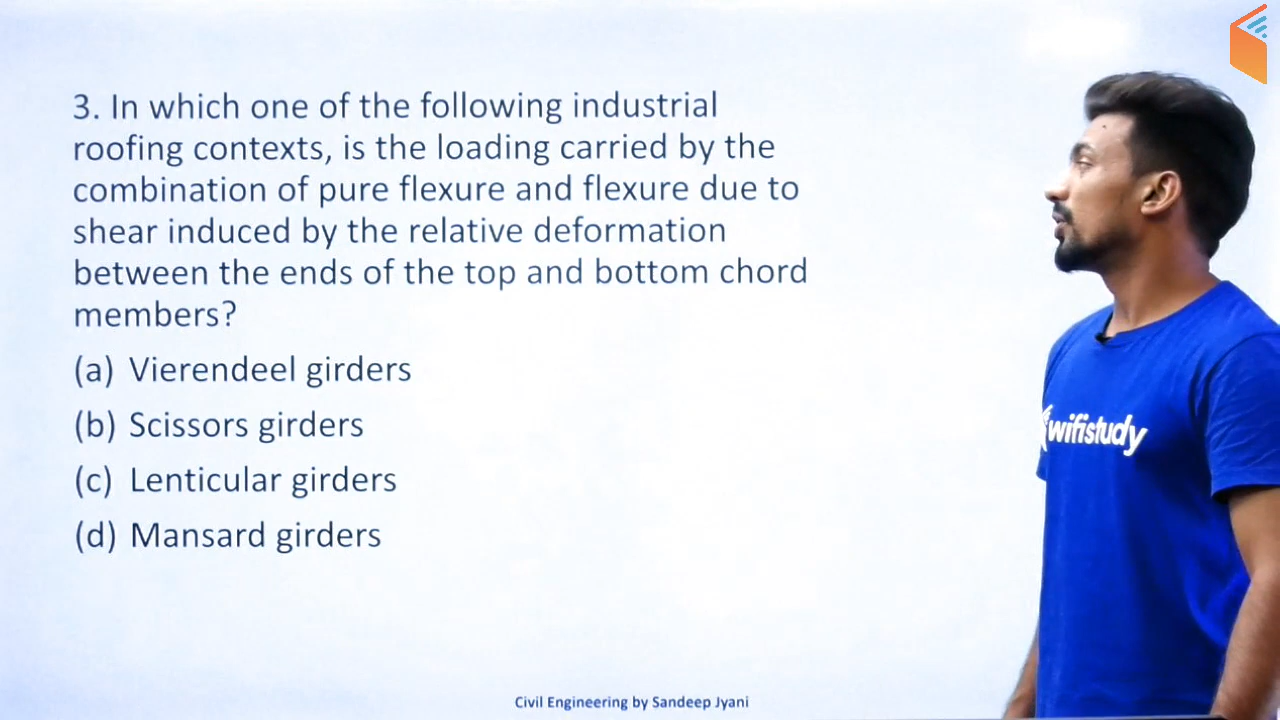 3. In which one of the following industrial
roofing contexts, is the loading carried by the
combination of pure flexure and flexure due to
shear induced by the relative deformation
between the ends of the top and bottom chord
members?
(a) Vierendeel girders
(b) Scissors girders
(c) Lenticular girders
(d) Mansard girders
wifistudy
Civil Engineering by Sandeep Jyani